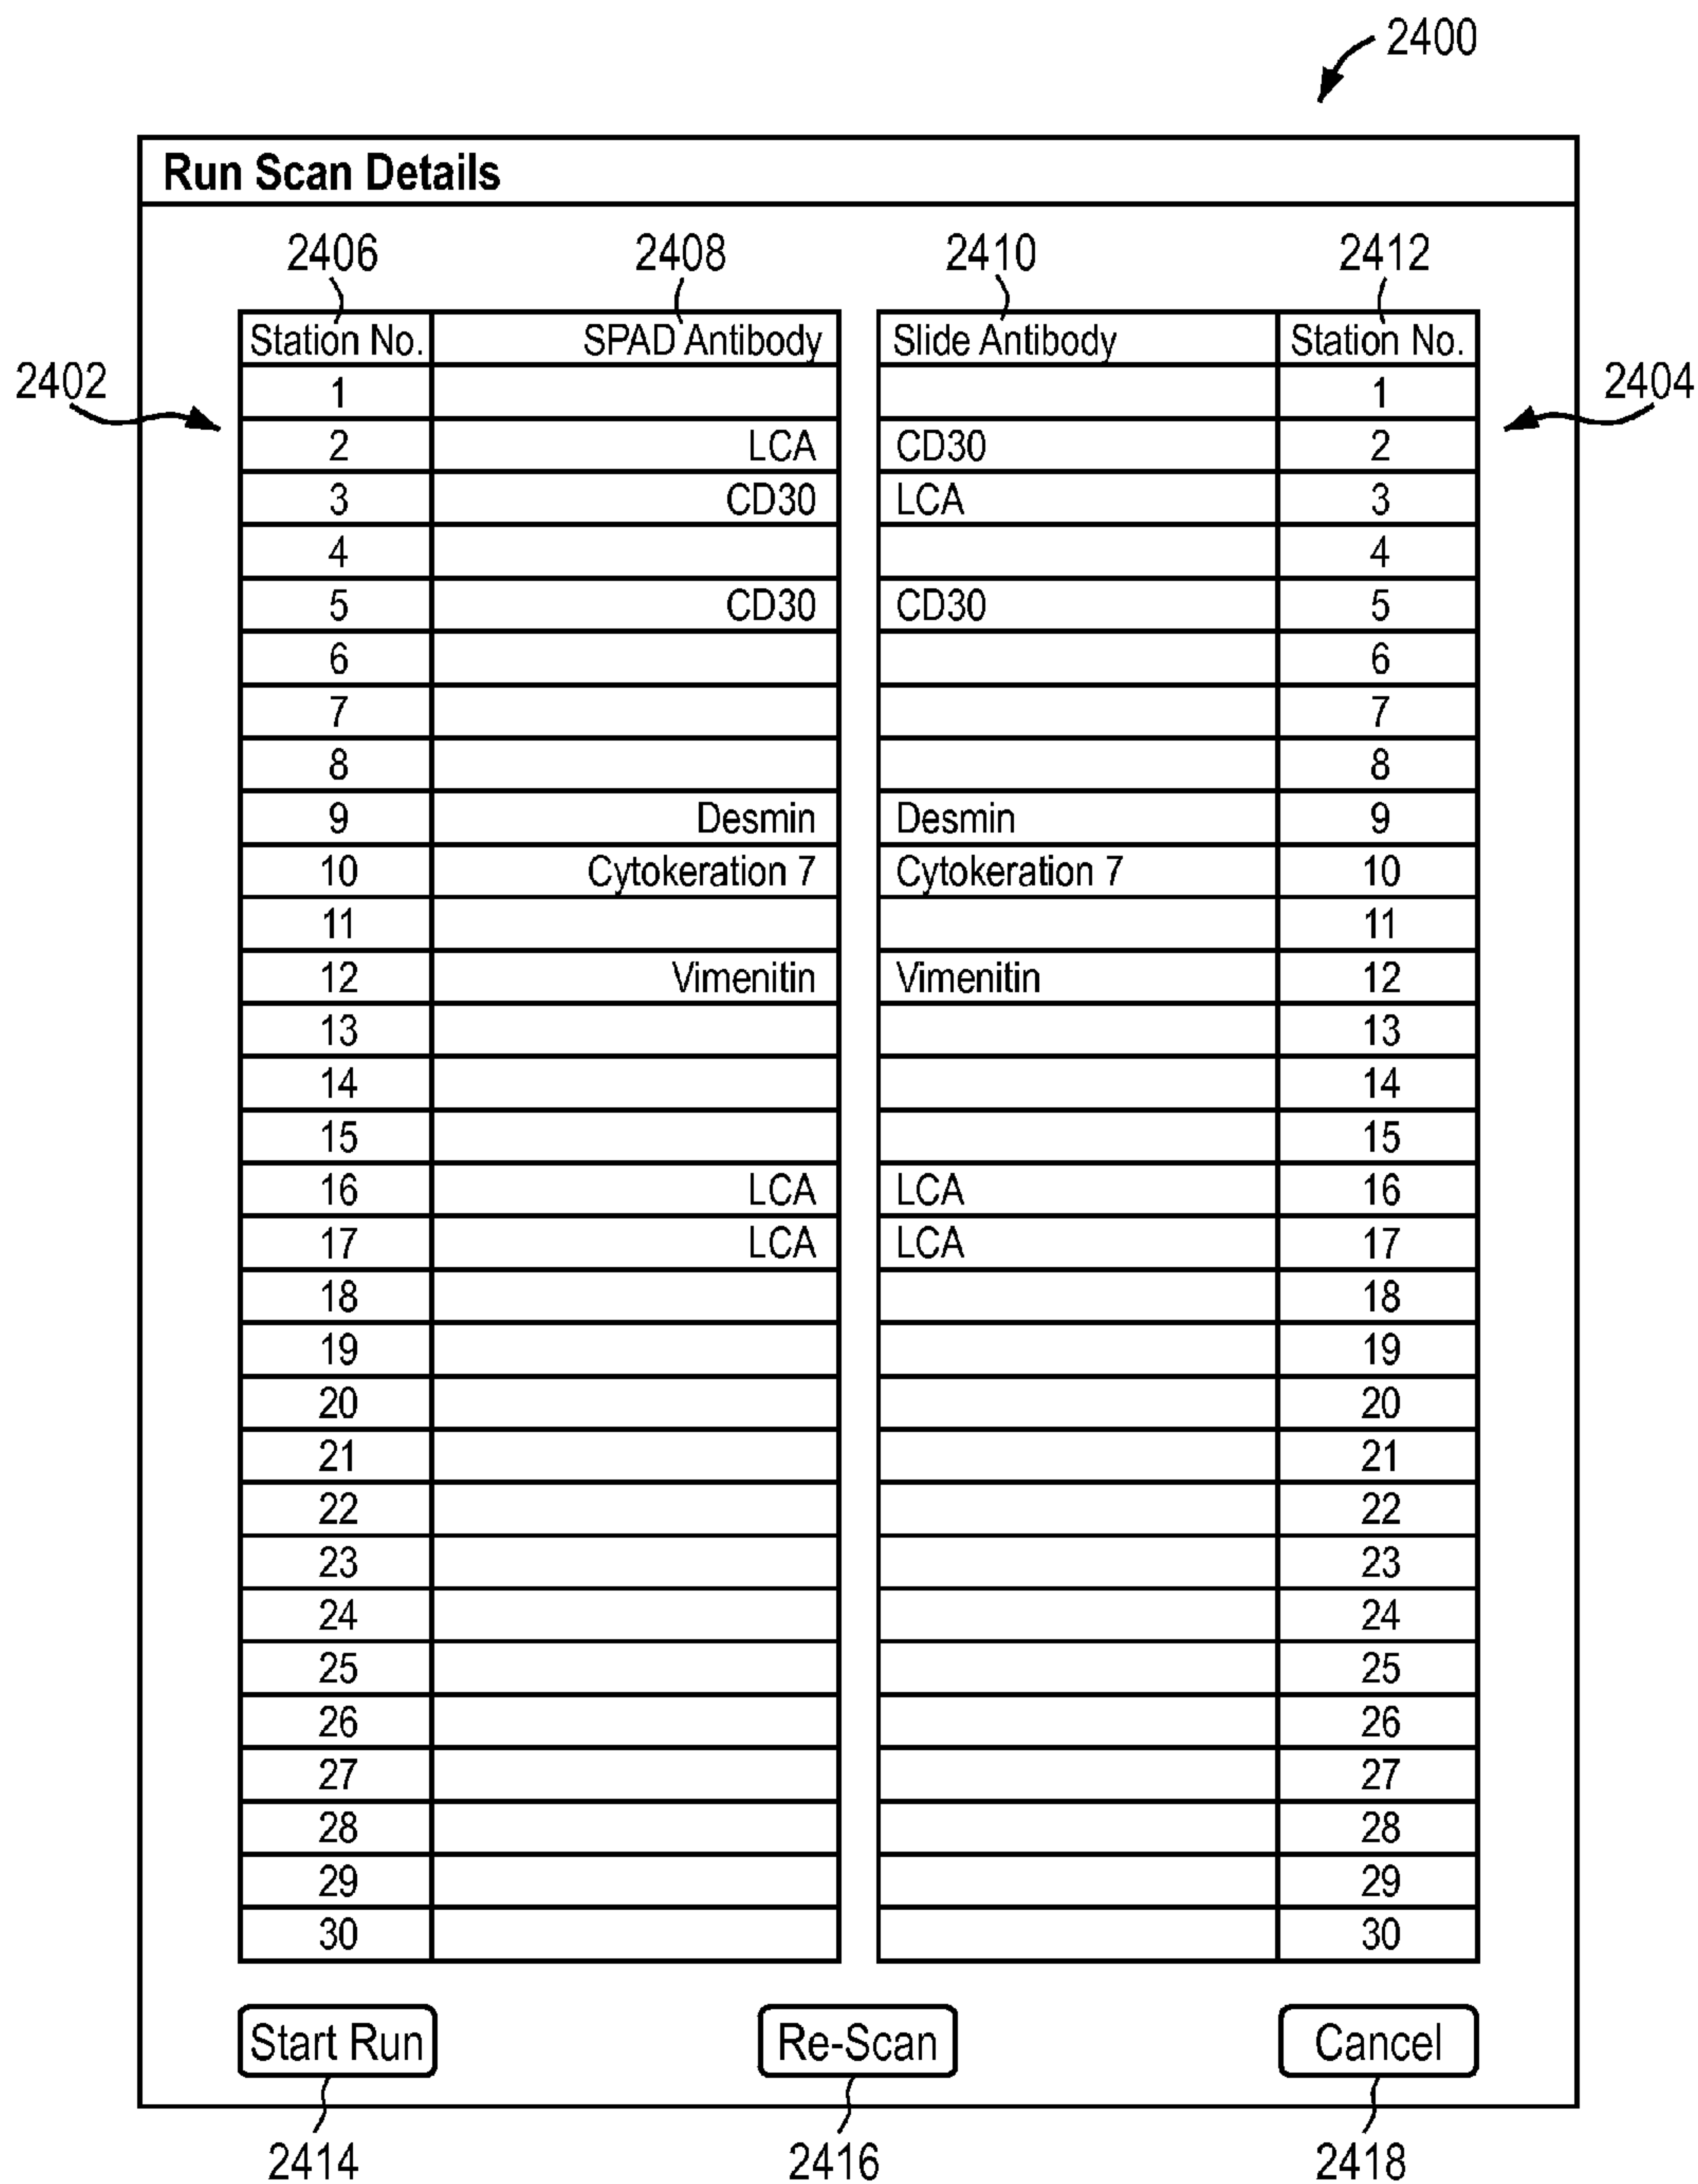 2400
Run Scan Details
2406 2408 2410 2412
Station No. SPAD Antibody Slide Antibody Station No.
2402 2404
1 1
2 LCA CD30 2
3 CD30 LCA 3
4 4
5 CD30 CD30 5
6 6
7 7
8 8
9 Desmin Desmin 9
10 Cytokeration 7 Cytokeration 7 10
11 11
12 Vimenitin Vimenitin 12
13 13
14 14
15 15
16 LCA LCA 16
17 LCA LCA 17
18 18
19 19
20 20
21 21
22 22
23 23
24 24
25 25
26 26
27 27
28 28
29 29
30 30
Start Run Re-Scan Cancel
2414 2416 2418